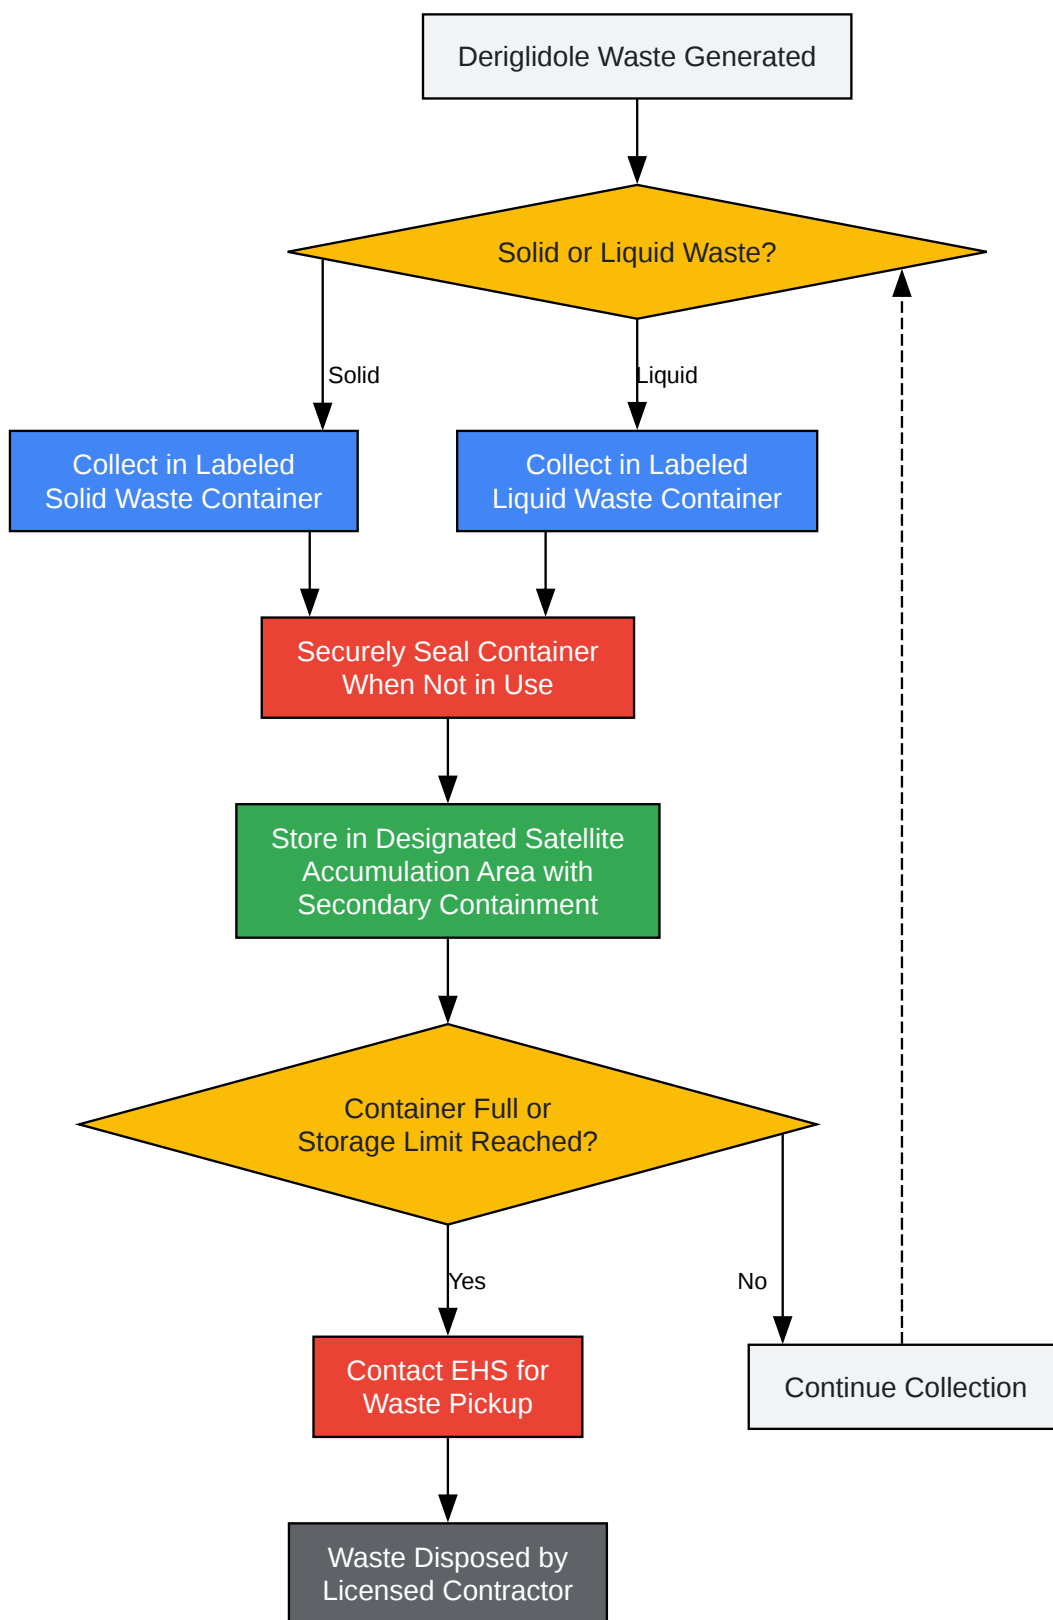 Deriglidole Waste Generated
Solid or Liquid Waste?
Solid
Liquid
Collect in Labeled
Solid Waste Container
Collect in Labeled
Liquid Waste Container
Securely Seal Container
When Not in Use
Store in Designated Satellite
Accumulation Area with
Secondary Containment
Container Full or
Storage Limit Reached?
Yes
No
Contact EHS for
Waste Pickup
Continue Collection
Waste Disposed by
Licensed Contractor